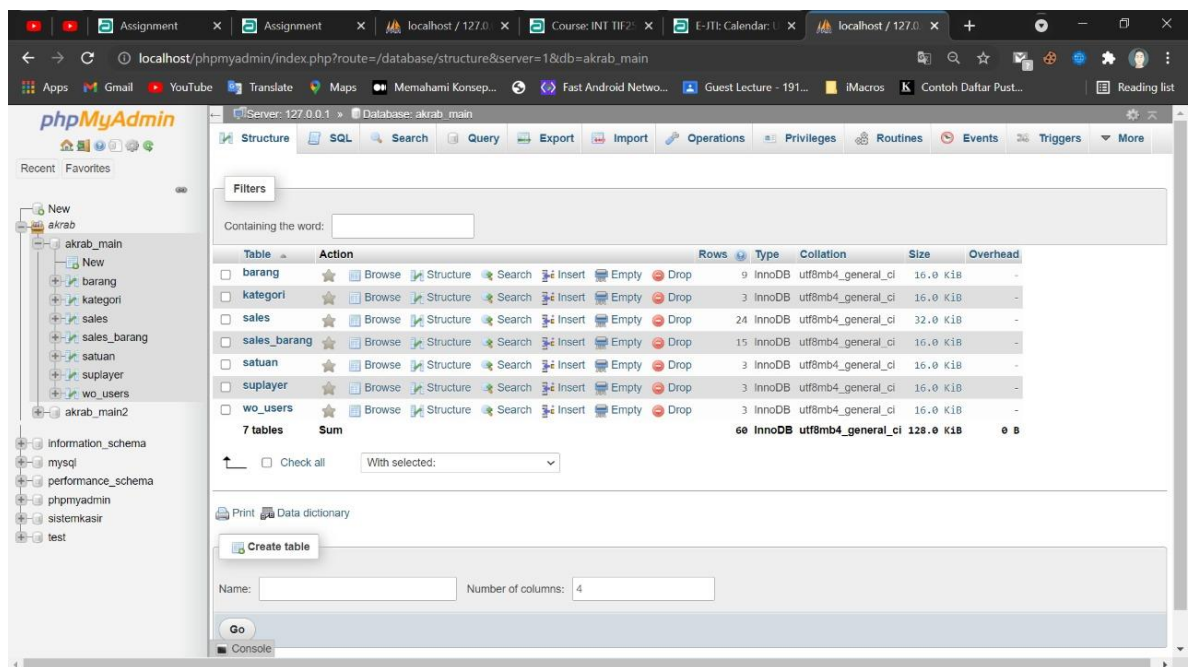 Assignment
Assignment
localhost / 127.0.
Course: INT TIF2
E-JTI: Calendar: U
localhost / 127.0.
localhost/phpmyadmin/index.php?route=/database/structure&server=1&db=akrab_main
Apps Gmail YouTube Translate Maps Memahami Konsep... Fast Android Netwo... Guest Lecture - 191... iMacros Contoh Daftar Pust... Reading list
phpMyAdmin
Recent Favorites
New
akrab
akrab_main
New
barang
kategori
sales
sales_barang
satuan
suplayer
wo_users
akrab_main2
information_schema
mysql
performance_schema
phpmyadmin
sistemkasir
test
Server: 127.0.0.1 » Database: akrab_main
Structure SQL Search Query Export Import Operations Privileges Routines Events Triggers More
Filters
Containing the word:
Table Action Rows Type Collation Size Overhead
barang Browse Structure Search Insert Empty Drop 9 InnoDB utf8mb4_general_ci 16.0 KiB -
kategori Browse Structure Search Insert Empty Drop 3 InnoDB utf8mb4_general_ci 16.0 KiB -
sales Browse Structure Search Insert Empty Drop 24 InnoDB utf8mb4_general_ci 32.0 KiB -
sales_barang Browse Structure Search Insert Empty Drop 15 InnoDB utf8mb4_general_ci 16.0 KiB -
satuan Browse Structure Search Insert Empty Drop 3 InnoDB utf8mb4_general_ci 16.0 KiB -
suplayer Browse Structure Search Insert Empty Drop 3 InnoDB utf8mb4_general_ci 16.0 KiB -
wo_users Browse Structure Search Insert Empty Drop 3 InnoDB utf8mb4_general_ci 16.0 KiB -
7 tables Sum 60 InnoDB utf8mb4_general_ci 128.0 KiB 0 B
Check all With selected:
Print Data dictionary
Create table
Name: Number of columns: 4
Go
Console